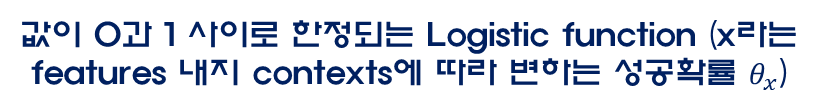 값이 0과 1 사이로 한정되는 Logistic function (x라는
features 내지 contexts에 따라 변하는 성공확률 θₓ)